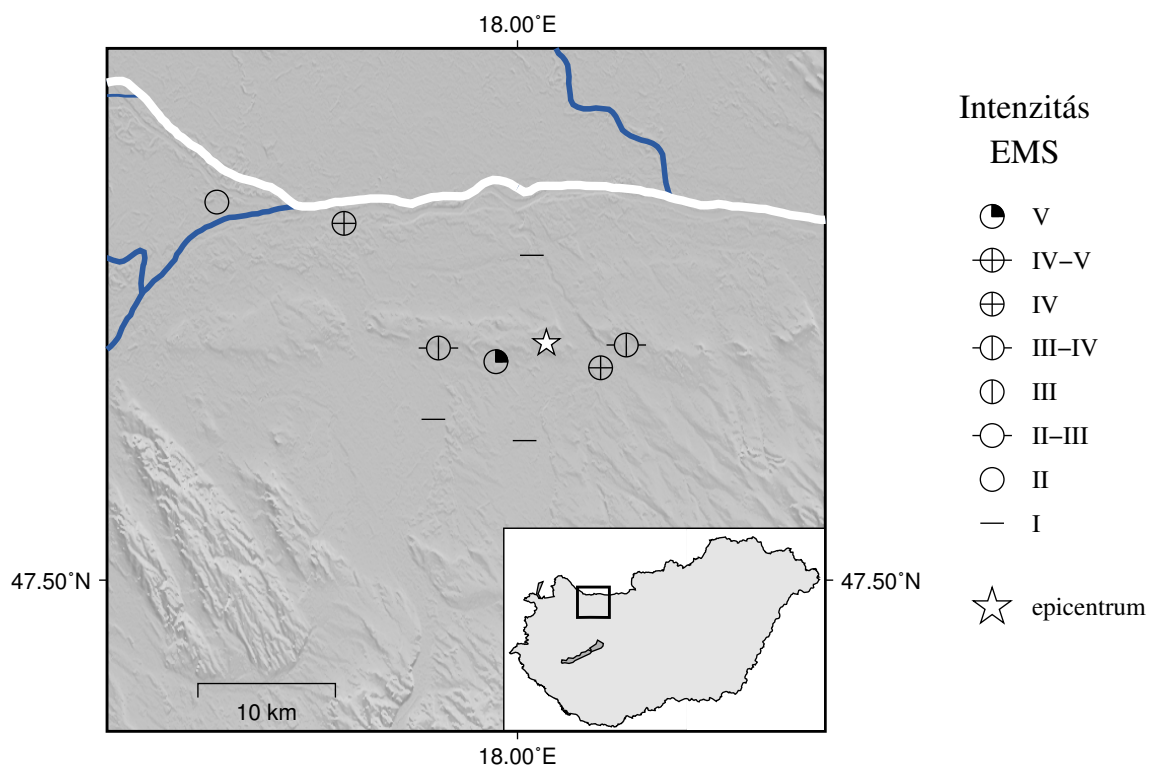 18.00˚E
Intenzitás
EMS
V
IV−V
IV
III−IV
III
II−III
II
I
47.50˚N
47.50˚N
epicentrum
10 km
18.00˚E